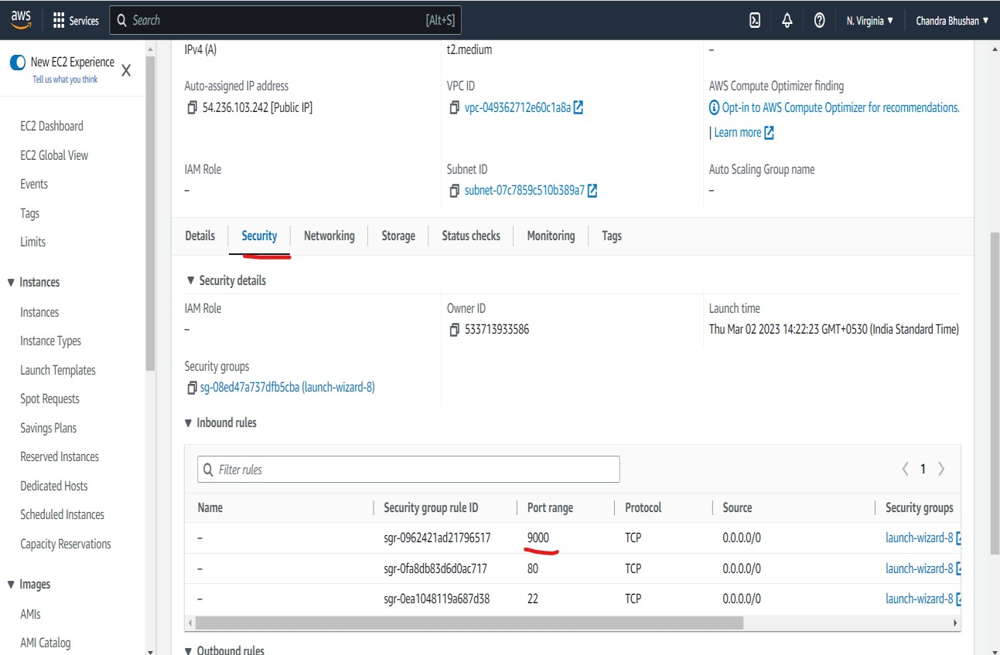 aws Services Search [Alt+S] N. Virginia ▼ Chandra Bhushan ▼
New EC2 Experience
Tell us what you think
EC2 Dashboard
EC2 Global View
Events
Tags
Limits
▼ Instances
Instances
Instance Types
Launch Templates
Spot Requests
Savings Plans
Reserved Instances
Dedicated Hosts
Scheduled Instances
Capacity Reservations
▼ Images
AMIs
AMI Catalog
IPv4 (A) t2.medium –
Auto-assigned IP address VPC ID AWS Compute Optimizer finding
54.236.103.242 [Public IP] vpc-049362712e60c1a8a Opt-in to AWS Compute Optimizer for recommendations.
| Learn more
IAM Role Subnet ID Auto Scaling Group name
– subnet-07c7859c510b389a7 –
Details Security Networking Storage Status checks Monitoring Tags
▼ Security details
IAM Role Owner ID Launch time
– 533713933586 Thu Mar 02 2023 14:22:23 GMT+0530 (India Standard Time)
Security groups
sg-08ed47a737dfb5cba (launch-wizard-8)
▼ Inbound rules
Filter rules 1
Name Security group rule ID Port range Protocol Source Security groups
– sgr-0962421ad21796517 9000 TCP 0.0.0.0/0 launch-wizard-8
– sgr-0fa8db83d6d0ac717 80 TCP 0.0.0.0/0 launch-wizard-8
– sgr-0ea1048119a687d38 22 TCP 0.0.0.0/0 launch-wizard-8
▼ Outbound rules